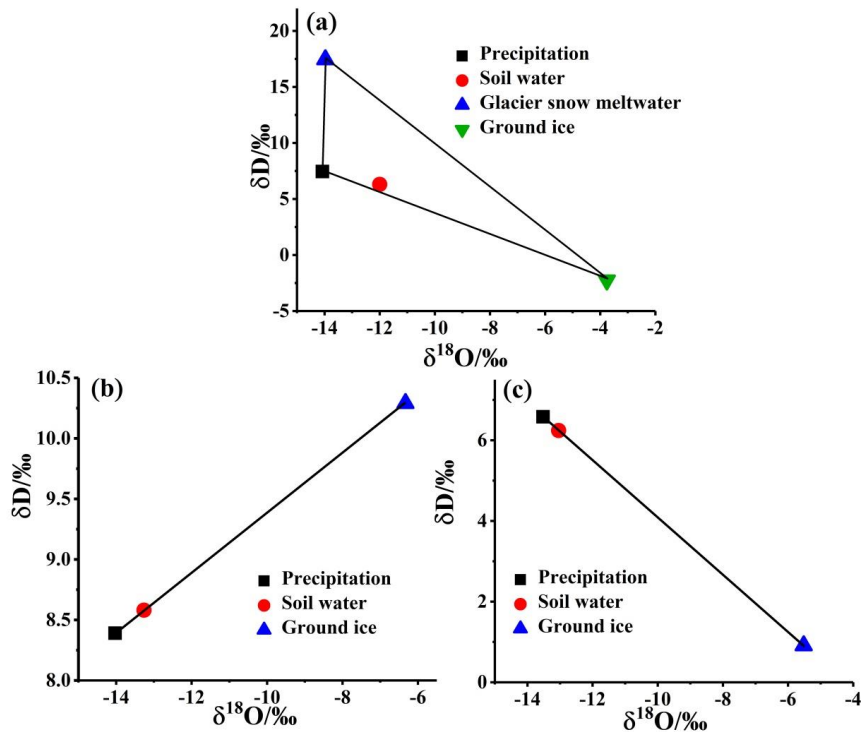 (a)
20
15
10
5
0
-5
-14
-12
-10
-8
-6
-4
-2
δD/‰
δ¹⁸O/‰
Precipitation
Soil water
Glacier snow meltwater
Ground ice
(b)
10.5
10.0
9.5
9.0
8.5
8.0
-14
-12
-10
-8
-6
δD/‰
δ¹⁸O/‰
Precipitation
Soil water
Ground ice
(c)
6
4
2
0
-14
-12
-10
-8
-6
-4
δD/‰
δ¹⁸O/‰
Precipitation
Soil water
Ground ice